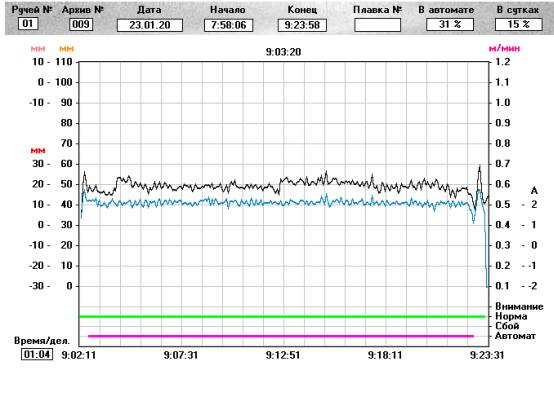 Ручей № Архив № Дата Начало Конец Плавка № В автомате В сутках
01 009 23.01.20 7:58:06 9:23:58 31 % 15 %
мм мм 9:03:20 м/мин
10 - 110 - 1.2
0 - 100 - 1.1
-10 - 90 - 1.0
80 - 0.9
мм 70 - 0.8
30 - 60 - 0.7
20 - 50 - 0.6 А
10 - 40 - 0.5 - 2
0 - 30 - 0.4 - 1
-10 - 20 - 0.3 - 0
-20 - 10 - 0.2 - -1
-30 - 0 - 0.1 - -2
Внимание
Норма
Сбой
Автомат
Время/дел.
01:04 9:02:11 9:07:31 9:12:51 9:18:11 9:23:31